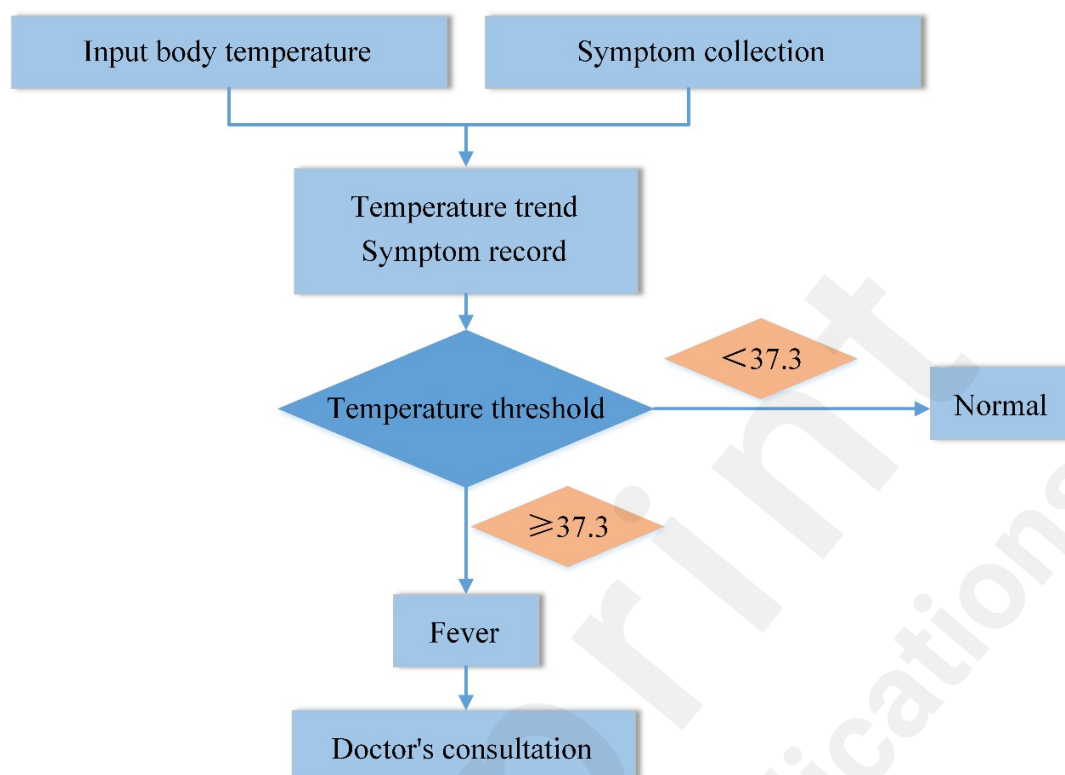 Input body temperature
Symptom collection
Temperature trend
Symptom record
Temperature threshold
<37.3
Normal
≥37.3
Fever
Doctor's consultation